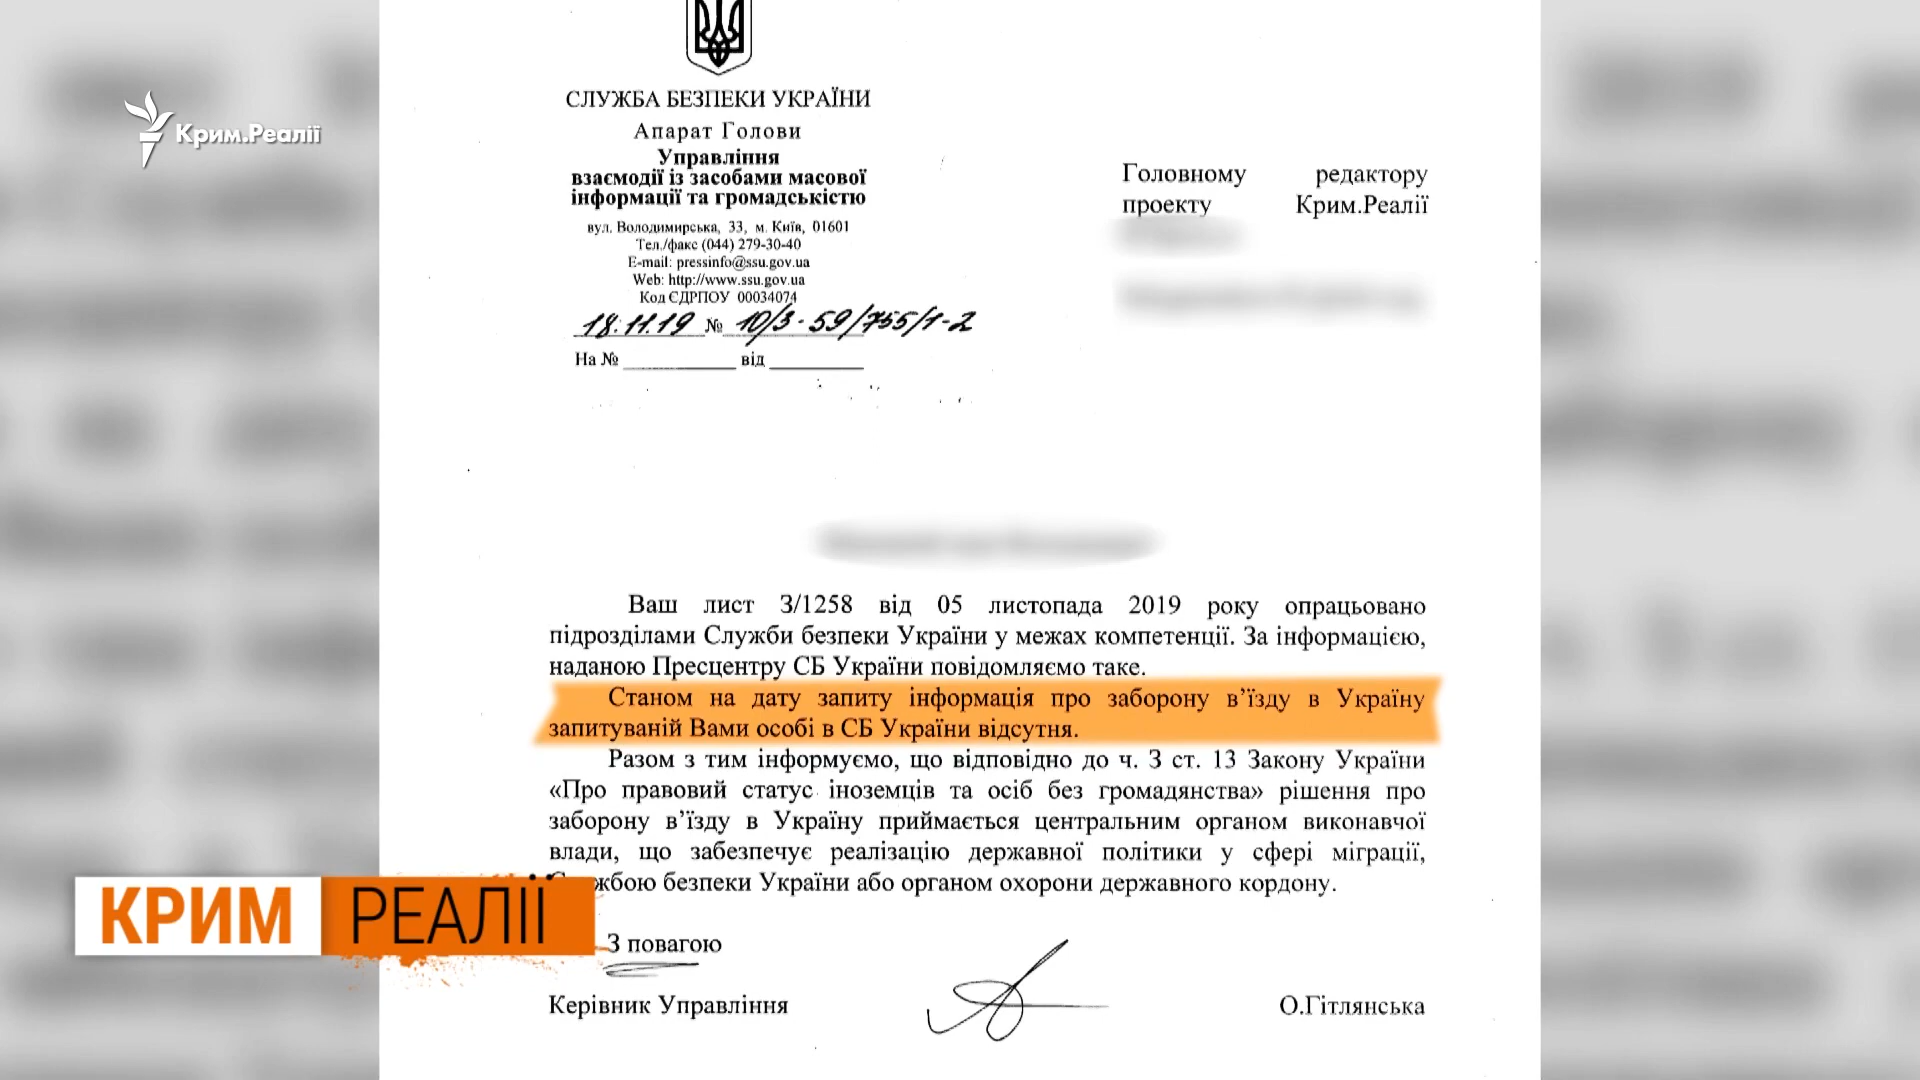 Крим.Реалії
СЛУЖБА БЕЗПЕКИ УКРАЇНИ
Апарат Голови
Управління
взаємодії із засобами масової
інформації та громадськістю
вул. Володимирська, 33, м. Київ, 01601
Тел./факс (044) 279-30-40
E-mail: pressinfo@ssu.gov.ua
Web: http://www.ssu.gov.ua
Код ЄДРПОУ 00034074
18.11.19 № 10/3-59/755/1-2
На № ____________ від __________
Головному редактору
проекту Крим.Реалії
Ваш лист З/1258 від 05 листопада 2019 року опрацьовано
підрозділами Служби безпеки України у межах компетенції. За інформацією,
наданою Пресцентру СБ України повідомляємо таке.
Станом на дату запиту інформація про заборону в’їзду в Україну
запитуваній Вами особі в СБ України відсутня.
Разом з тим інформуємо, що відповідно до ч. 3 ст. 13 Закону України
«Про правовий статус іноземців та осіб без громадянства» рішення про
заборону в’їзду в Україну приймається центральним органом виконавчої
влади, що забезпечує реалізацію державної політики у сфері міграції,
Службою безпеки України або органом охорони державного кордону.
КРИМ РЕАЛІЇ
З повагою
Керівник Управління О.Гітлянська